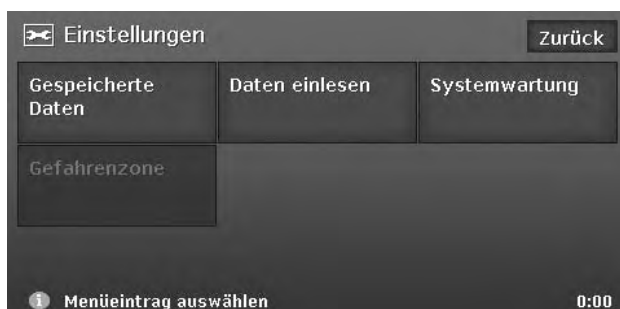 Einstellungen
Zurück
Gespeicherte
Daten
Daten einlesen
Systemwartung
Gefahrenzone
Menüeintrag auswählen
0:00